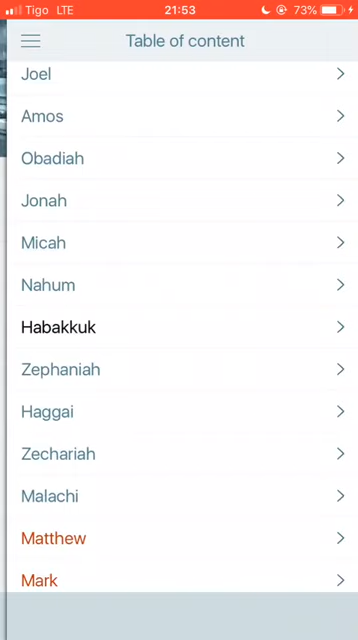 Tigo LTE 21:53 73%
Table of content
Joel
Amos
Obadiah
Jonah
Micah
Nahum
Habakkuk
Zephaniah
Haggai
Zechariah
Malachi
Matthew
Mark